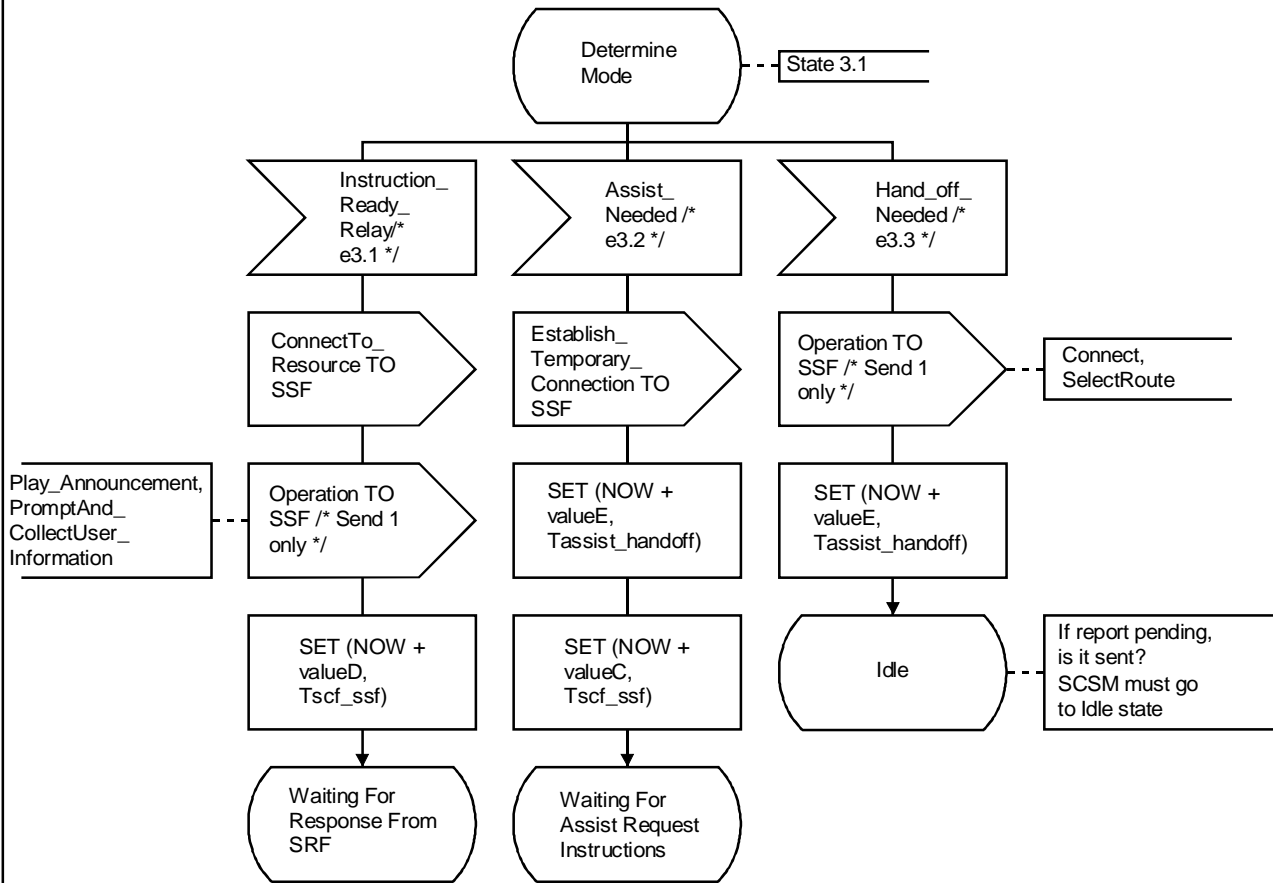 Determine
Mode
State 3.1
Instruction_
Ready_
Relay/*
e3.1 */
Assist_
Needed /*
e3.2 */
Hand_off_
Needed /*
e3.3 */
ConnectTo_
Resource TO
SSF
Establish_
Temporary_
Connection TO
SSF
Operation TO
SSF /* Send 1
only */
Connect,
SelectRoute
Play_Announcement,
PromptAnd_
CollectUser_
Information
Operation TO
SSF /* Send 1
only */
SET (NOW +
valueE,
Tassist_handoff)
SET (NOW +
valueE,
Tassist_handoff)
SET (NOW +
valueD,
Tscf_ssf)
SET (NOW +
valueC,
Tscf_ssf)
Idle
If report pending,
is it sent?
SCSM must go
to Idle state
Waiting For
Response From
SRF
Waiting For
Assist Request
Instructions